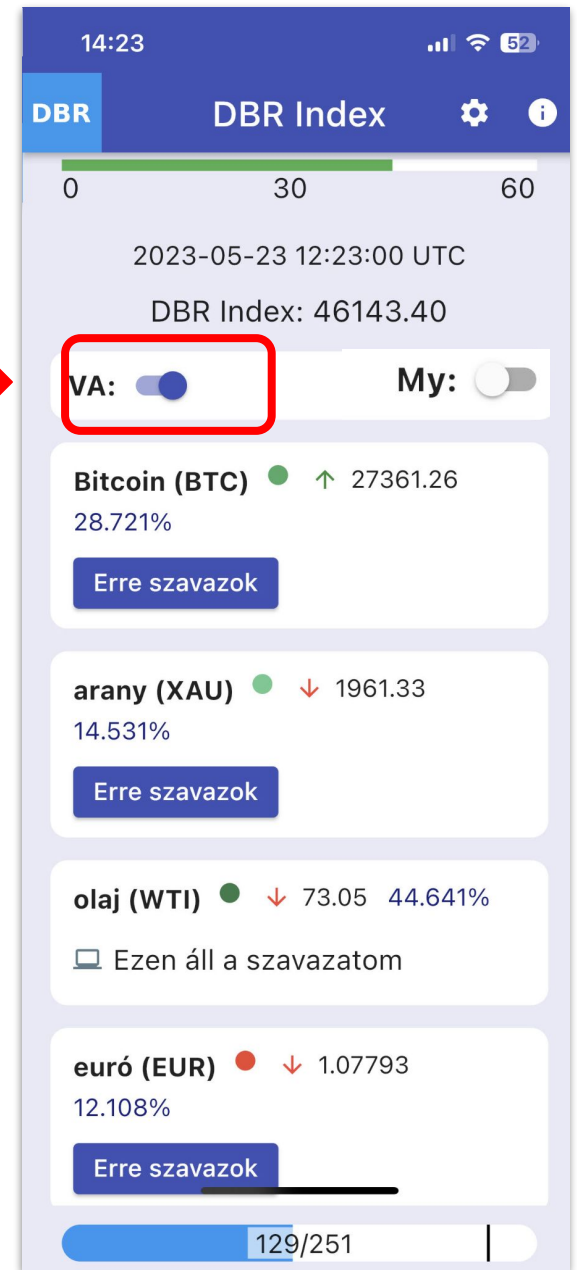 14:23 52
DBR DBR Index
0 30 60
2023-05-23 12:23:00 UTC
DBR Index: 46143.40
VA: My:
Bitcoin (BTC) ↑ 27361.26
28.721%
Erre szavazok
arany (XAU) ↓ 1961.33
14.531%
Erre szavazok
olaj (WTI) ↓ 73.05 44.641%
Ezen áll a szavazatom
euró (EUR) ↓ 1.07793
12.108%
Erre szavazok
129/251